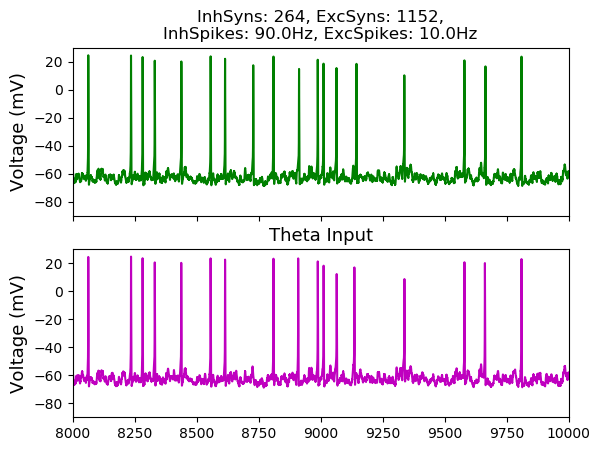 InhSyns: 264, ExcSyns: 1152,
InhSpikes: 90.0Hz, ExcSpikes: 10.0Hz
Voltage (mV)
20
0
−20
−40
−60
−80
Theta Input
Voltage (mV)
20
0
−20
−40
−60
−80
8000 8250 8500 8750 9000 9250 9500 9750 10000